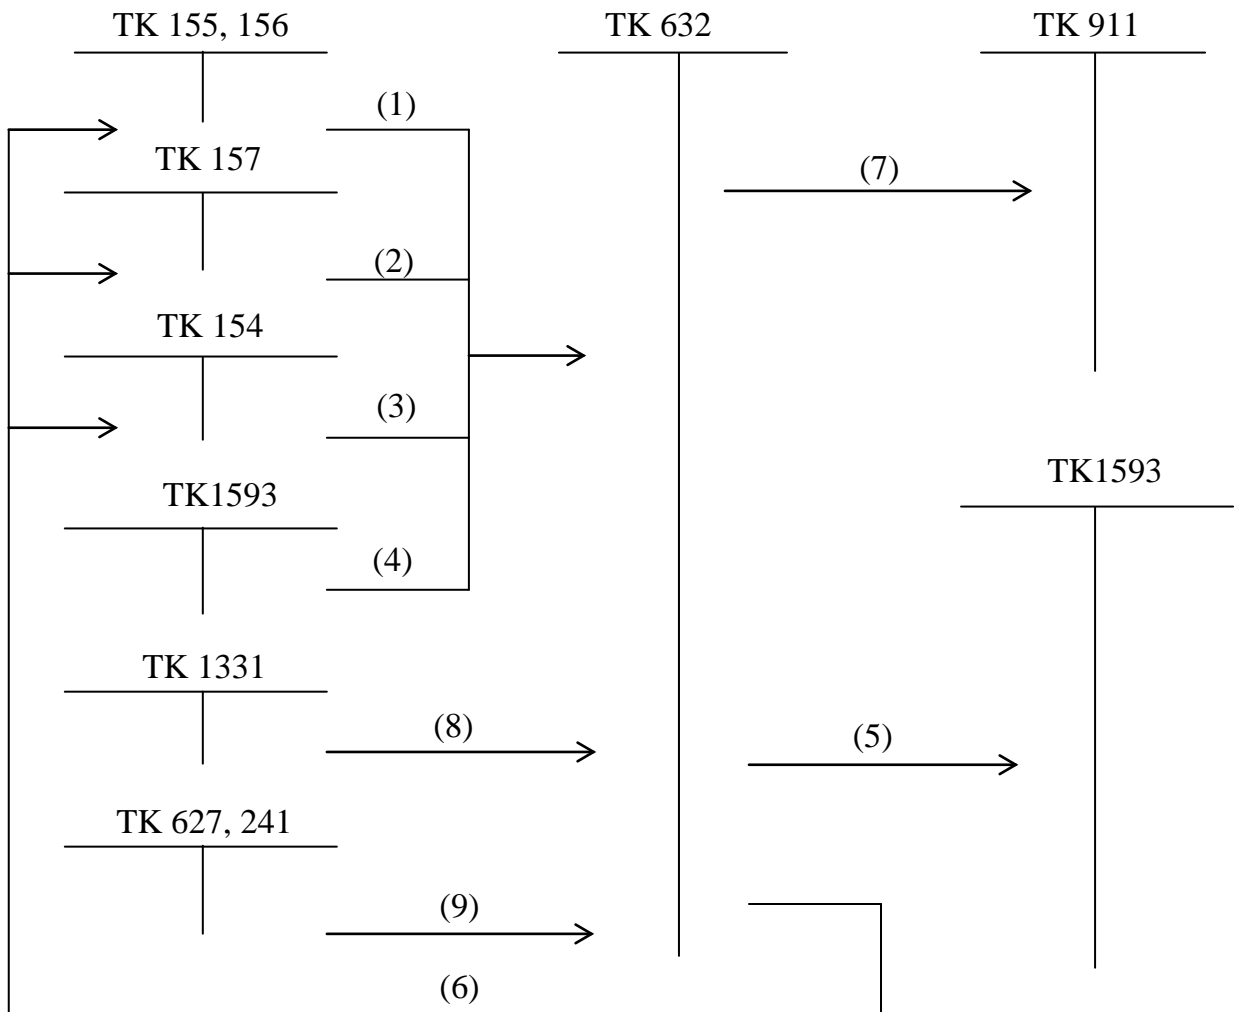 TK 155, 156
TK 632
TK 911
(1)
TK 157
(7)
(2)
TK 154
(3)
TK1593
TK1593
(4)
TK 1331
(8)
(5)
TK 627, 241
(9)
(6)